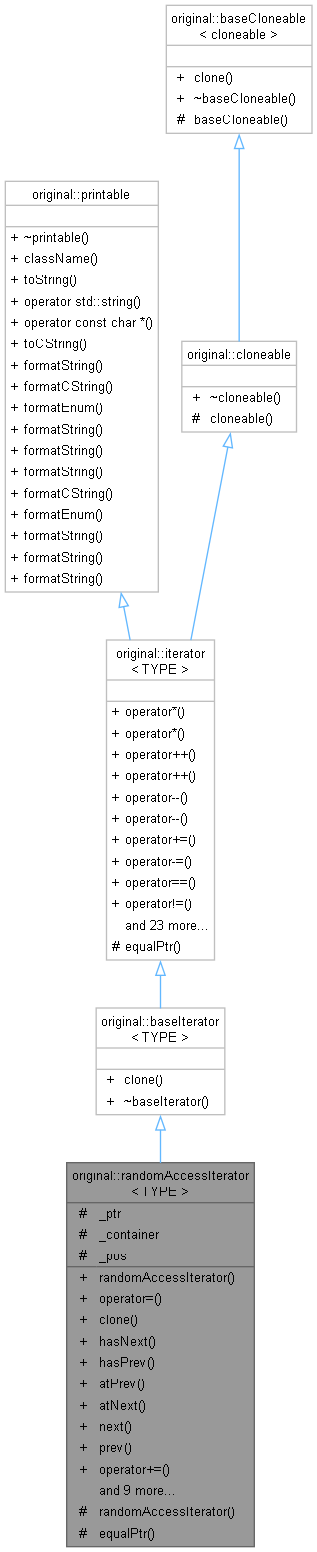 original::baseCloneable
< cloneable >
+ clone()
+ ~baseCloneable()
# baseCloneable()
original::printable
+ ~printable()
+ className()
+ toString()
+ operator std::string()
+ operator const char *()
+ toCString()
+ formatString()
+ formatCString()
+ formatEnum()
+ formatString()
+ formatString()
+ formatString()
+ formatCString()
+ formatEnum()
+ formatString()
+ formatString()
+ formatString()
original::cloneable
+ ~cloneable()
# cloneable()
original::iterator
< TYPE >
+ operator*()
+ operator*()
+ operator++()
+ operator++()
+ operator--()
+ operator--()
+ operator+=()
+ operator-=()
+ operator==()
+ operator!=()
and 23 more...
# equalPtr()
original::baseIterator
< TYPE >
+ clone()
+ ~baseIterator()
original::randomAccessIterator
< TYPE >
# _ptr
# _container
# _pos
+ randomAccessIterator()
+ operator=()
+ clone()
+ hasNext()
+ hasPrev()
+ atPrev()
+ atNext()
+ next()
+ prev()
+ operator+=()
and 9 more...
# randomAccessIterator()
# equalPtr()